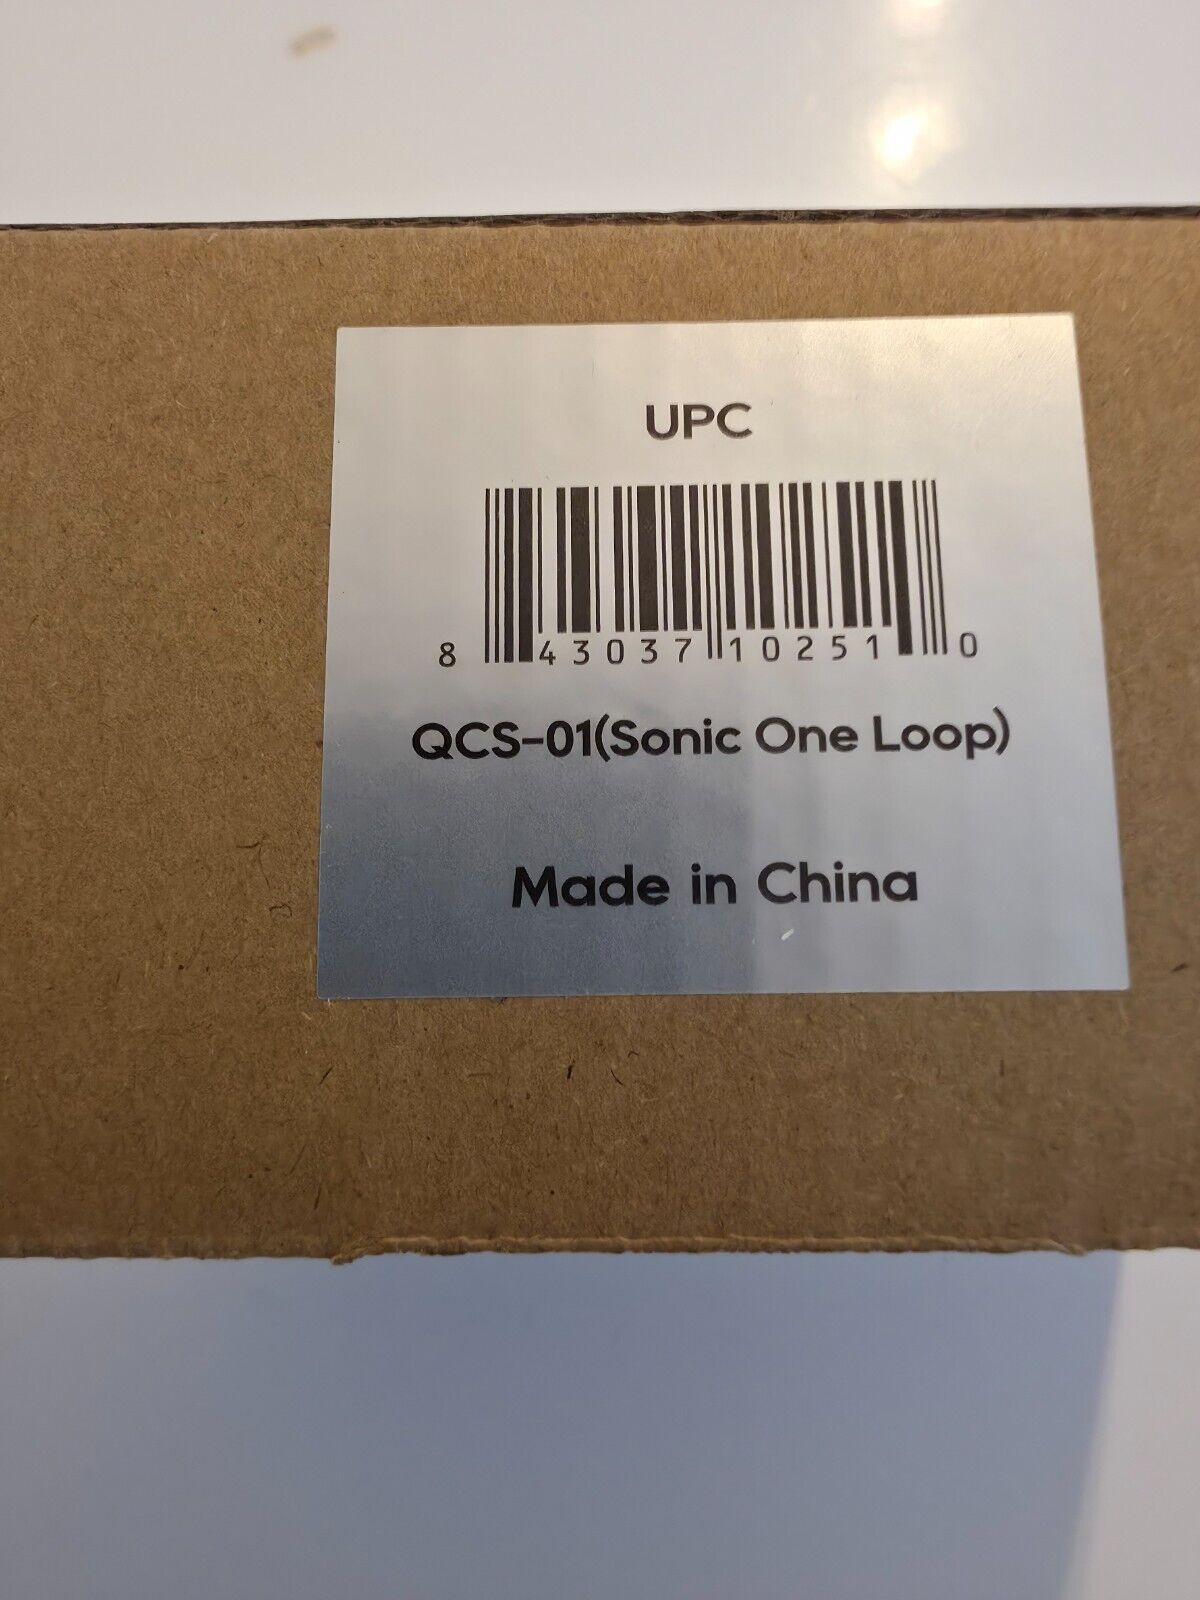 UPC
8 43037 10251 0
QCS-01(Sonic One Loop)
Made in China